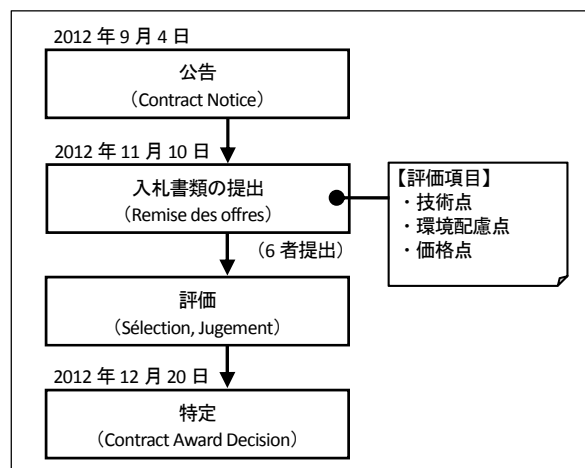 2012 年 9 月 4 日
公告
（Contract Notice）
2012 年 11 月 10 日
入札書類の提出
（Remise des offres）
【評価項目】
・技術点
・環境配慮点
・価格点
（6 者提出）
評価
（Sélection, Jugement）
2012 年 12 月 20 日
特定
（Contract Award Decision）